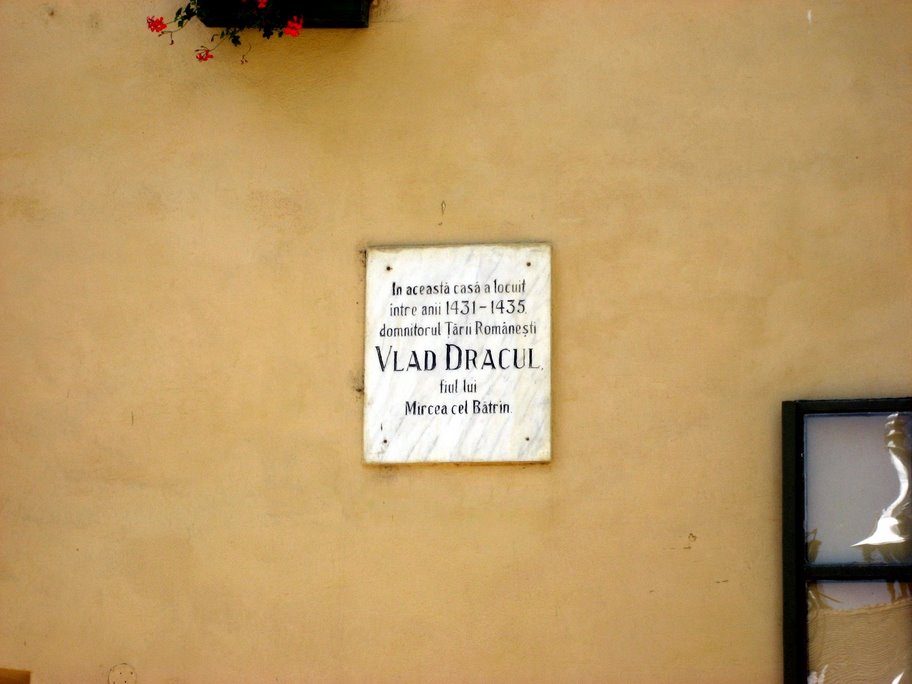 In această casă a locuit
intre anii 1431-1435
domnitorul Țării Românești
VLAD DRACUL,
fiul lui
Mircea cel Bătrîn.